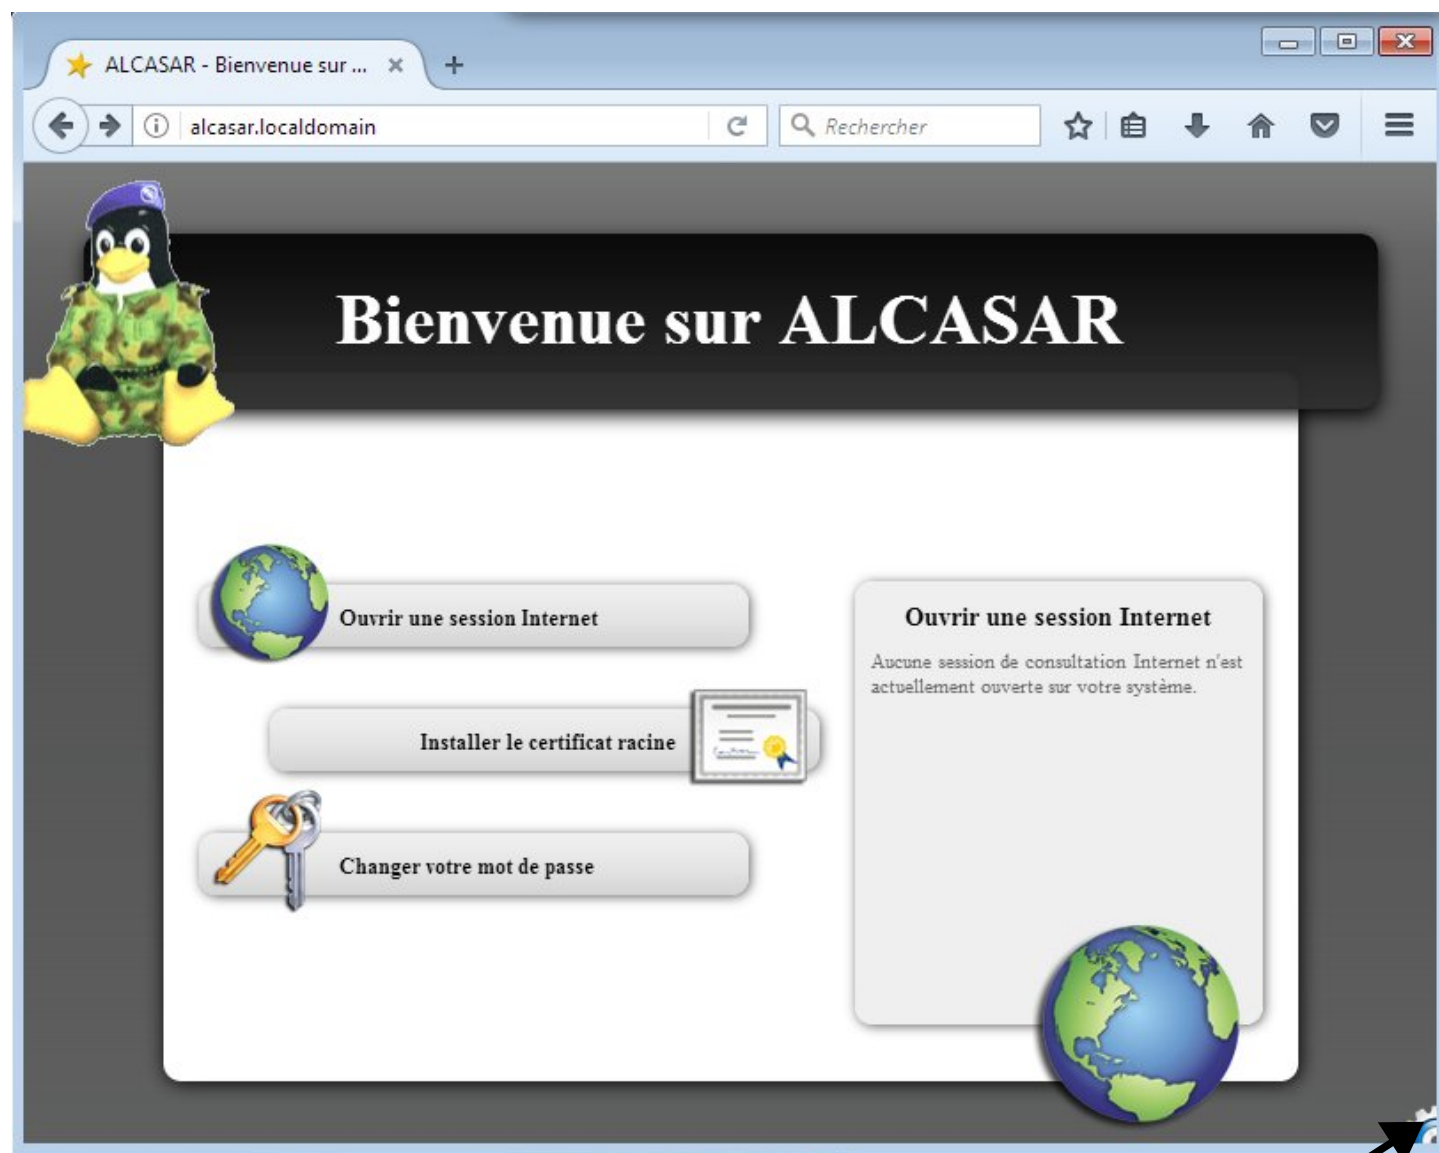 ALCASAR - Bienvenue sur ...
alcasar.localdomain
Rechercher
Bienvenue sur ALCASAR
Ouvrir une session Internet
Installer le certificat racine
Changer votre mot de passe
Ouvrir une session Internet
Aucune session de consultation Internet n'est
actuellement ouverte sur votre système.